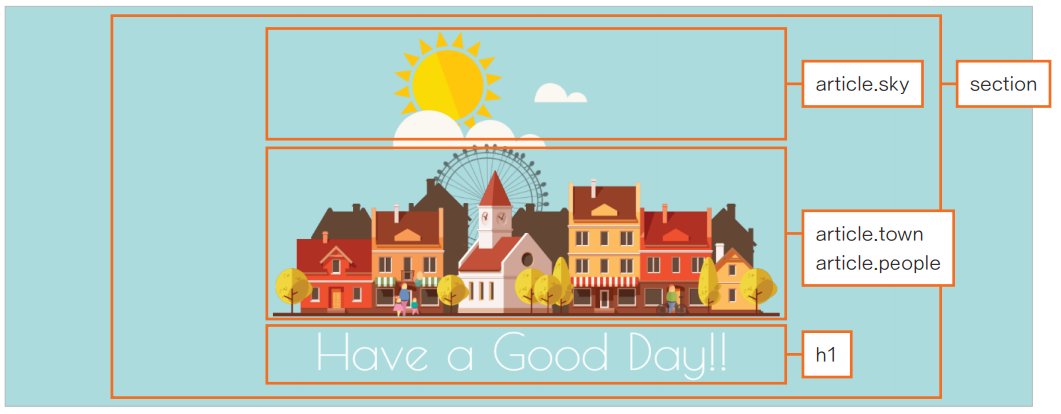 article.sky
section
article.town
article.people
Have a Good Day!!
h1